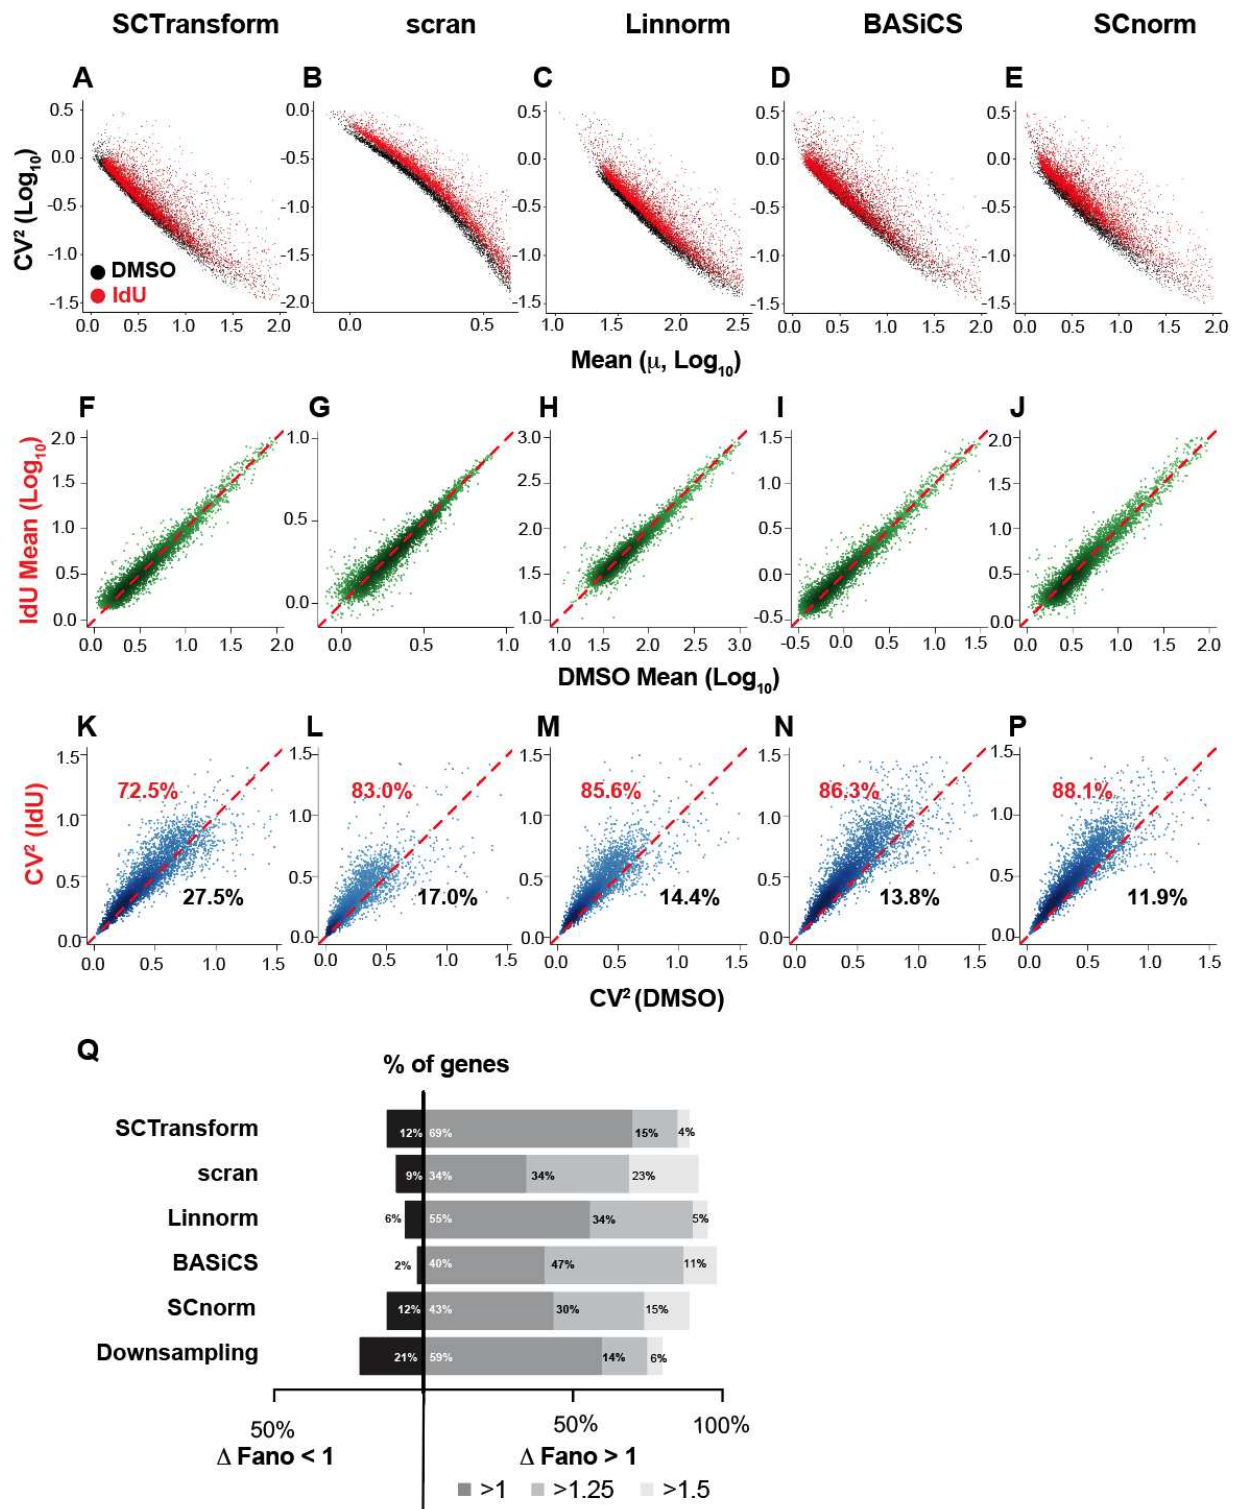 SCTransform scran Linnorm BASiCS SCnorm
A B C D E
CV² (Log₁₀)
0.5 0.0 0.5 0.5 0.5
0.0 -0.5 0.0 0.0 0.0
-0.5 -1.0 -0.5 -0.5 -0.5
-1.0 -1.5 -1.0 -1.0 -1.0
-1.5 -2.0 -1.5 -1.5 -1.5
DMSO
IdU
0.0 0.5 1.0 1.5 2.0 0.0 0.5 1.0 1.5 2.0 2.5 0.0 0.5 1.0 1.5 2.0 0.0 0.5 1.0 1.5 2.0
Mean (μ, Log₁₀)
F G H I J
IdU Mean (Log₁₀)
2.0 1.0 3.0 1.5 2.0
1.5 2.5 1.0 1.5
1.0 0.5 2.0 0.5 1.0
0.5 1.5 0.0 0.5
0.0 0.0 1.0 -0.5 0.0
0.0 0.5 1.0 1.5 2.0 0.0 0.5 1.0 1.0 1.5 2.0 2.5 3.0 -0.5 0.0 0.5 1.0 1.5 0.0 0.5 1.0 1.5 2.0
DMSO Mean (Log₁₀)
K L M N P
CV² (IdU)
1.5 1.5 1.5 1.5 1.5
72.5% 83.0% 85.6% 86.3% 88.1%
1.0 1.0 1.0 1.0 1.0
0.5 0.5 0.5 0.5 0.5
27.5% 17.0% 14.4% 13.8% 11.9%
0.0 0.0 0.0 0.0 0.0
0.0 0.5 1.0 1.5 0.0 0.5 1.0 1.5 0.0 0.5 1.0 1.5 0.0 0.5 1.0 1.5 0.0 0.5 1.0 1.5
CV² (DMSO)
Q
% of genes
SCTransform 12% 69% 15% 4%
scran 9% 34% 34% 23%
Linnorm 6% 55% 34% 5%
BASiCS 2% 40% 47% 11%
SCnorm 12% 43% 30% 15%
Downsampling 21% 59% 14% 6%
50% 50% 100%
Δ Fano < 1 Δ Fano > 1
>1 >1.25 >1.5